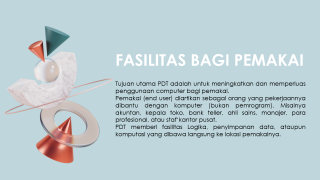 FASILITAS BAGI PEMAKAI
Tujuan utama PDT adalah untuk meningkatkan dan memperluas
penggunaan computer bagi pemakai.
Pemakai (end user) diartikan sebagai orang yang pekerjaannya
dibantu dengan komputer (bukan pemrogram). Misalnya
akuntan, kepala toko, bank teller, ahli sains, manajer, para
profesional, atau staf kantor pusat.
PDT memberi fasilitas Logika, penyimpanan data, ataupun
komputasi yang dibawa langsung ke lokasi pemakainya.